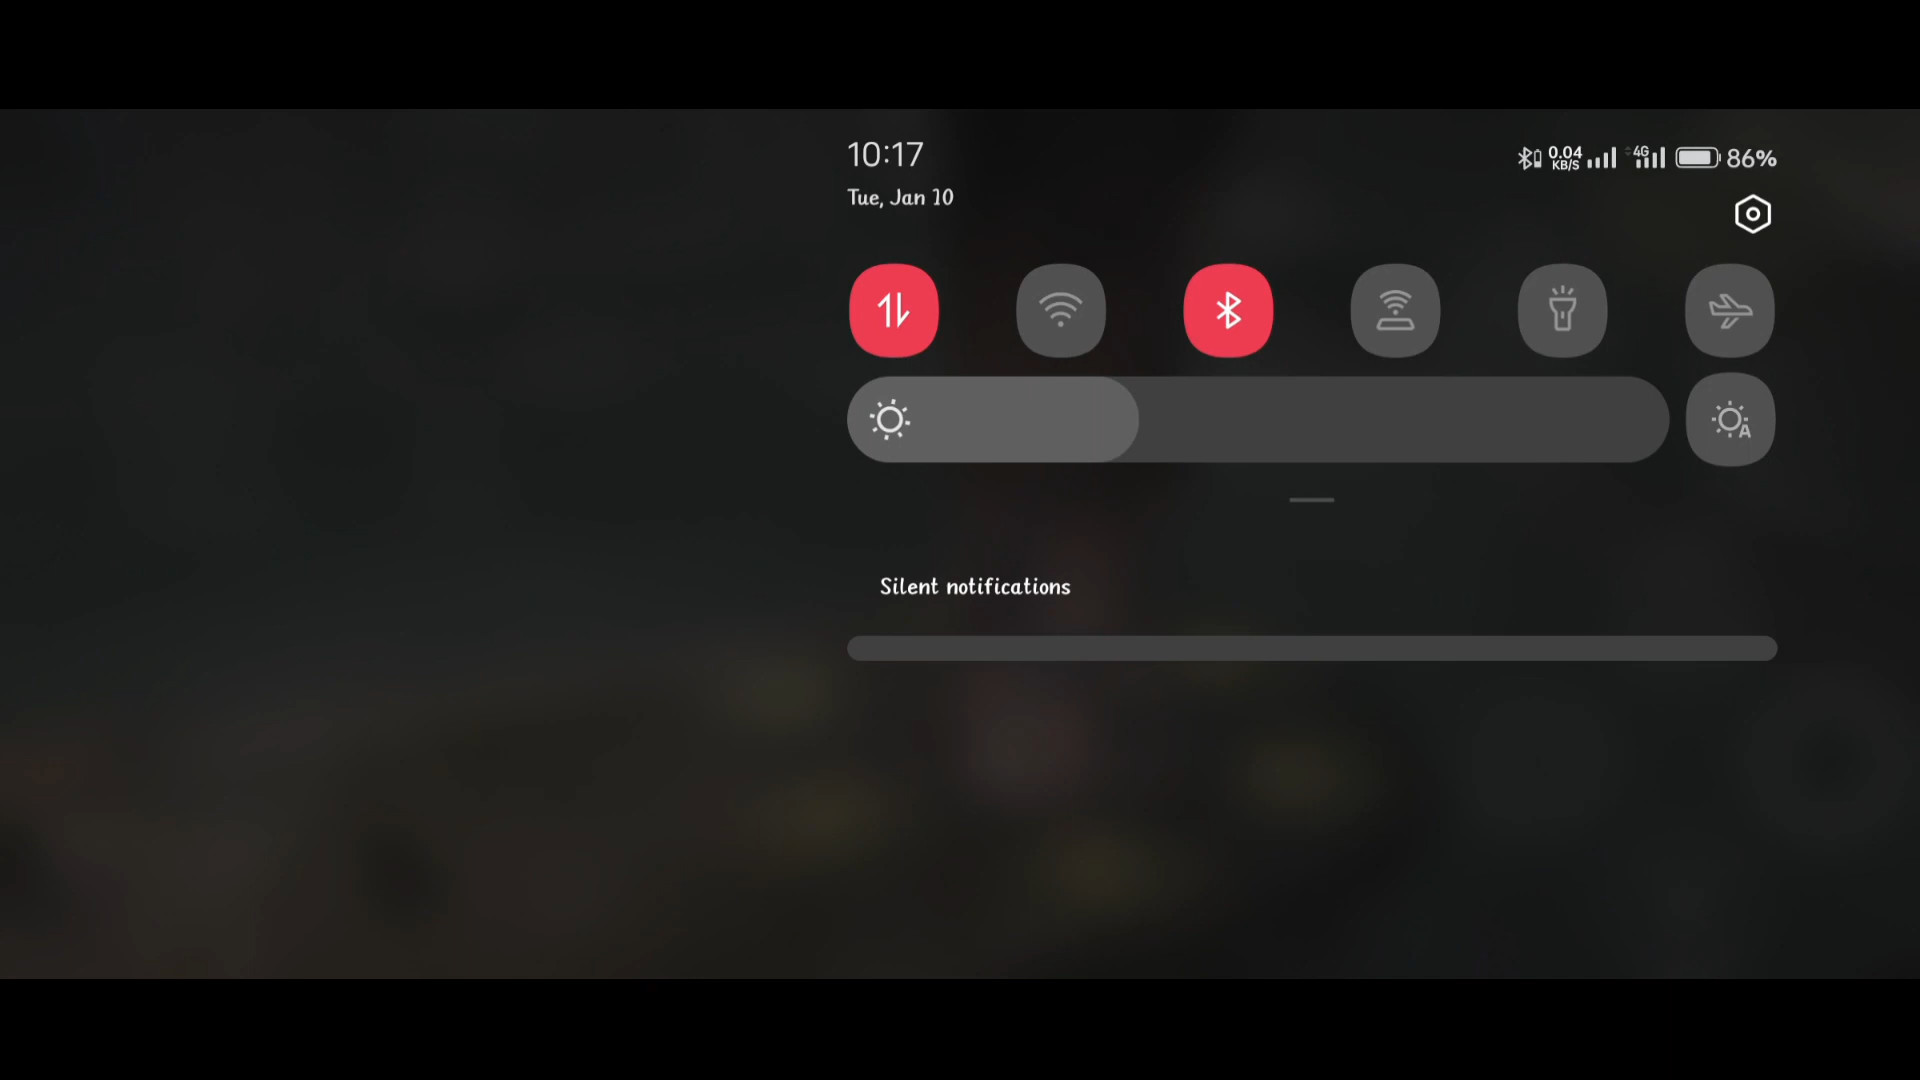 10:17
0.04
KB/S
4G
86%
Tue, Jan 10
A
Silent notifications